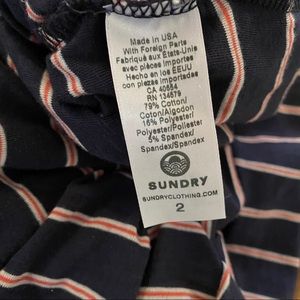 Made in USA
With Foreign Parts
Fabriqué aux États-Unis
avec pièces importées
Hecho en los EEUU
con piezas importadas
CA 40654
RN 134579
79% Cotton/
Coton/Algodon
16% Polyester/
Polyester/Poliester
5% Spandex/
Spandex/Spandex
SUNDRY
SUNDRYCLOTHING.COM
2